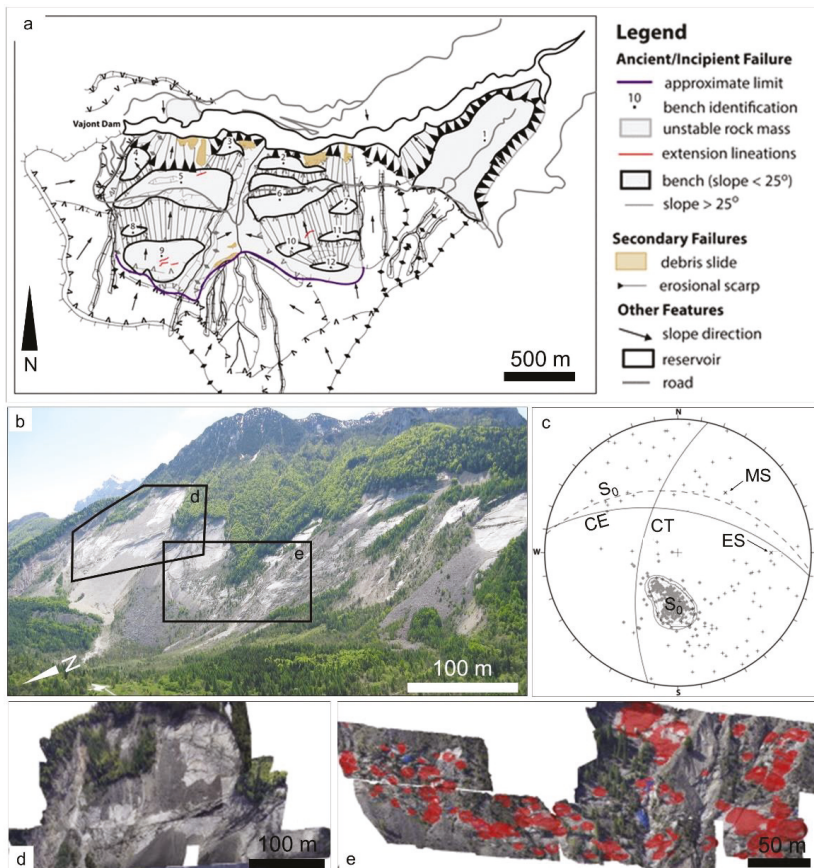 a
Vajont Dam
1
2
3
4
5
6
7
8
9
10
11
12
N
500 m
Legend
Ancient/Incipient Failure
approximate limit
10
bench identification
unstable rock mass
extension lineations
bench (slope < 25°)
slope > 25°
Secondary Failures
debris slide
erosional scarp
Other Features
slope direction
reservoir
road
b
d
e
N
100 m
c
N
S₀
MS
CE
CT
ES
W
E
S₀
S
d
100 m
e
50 m